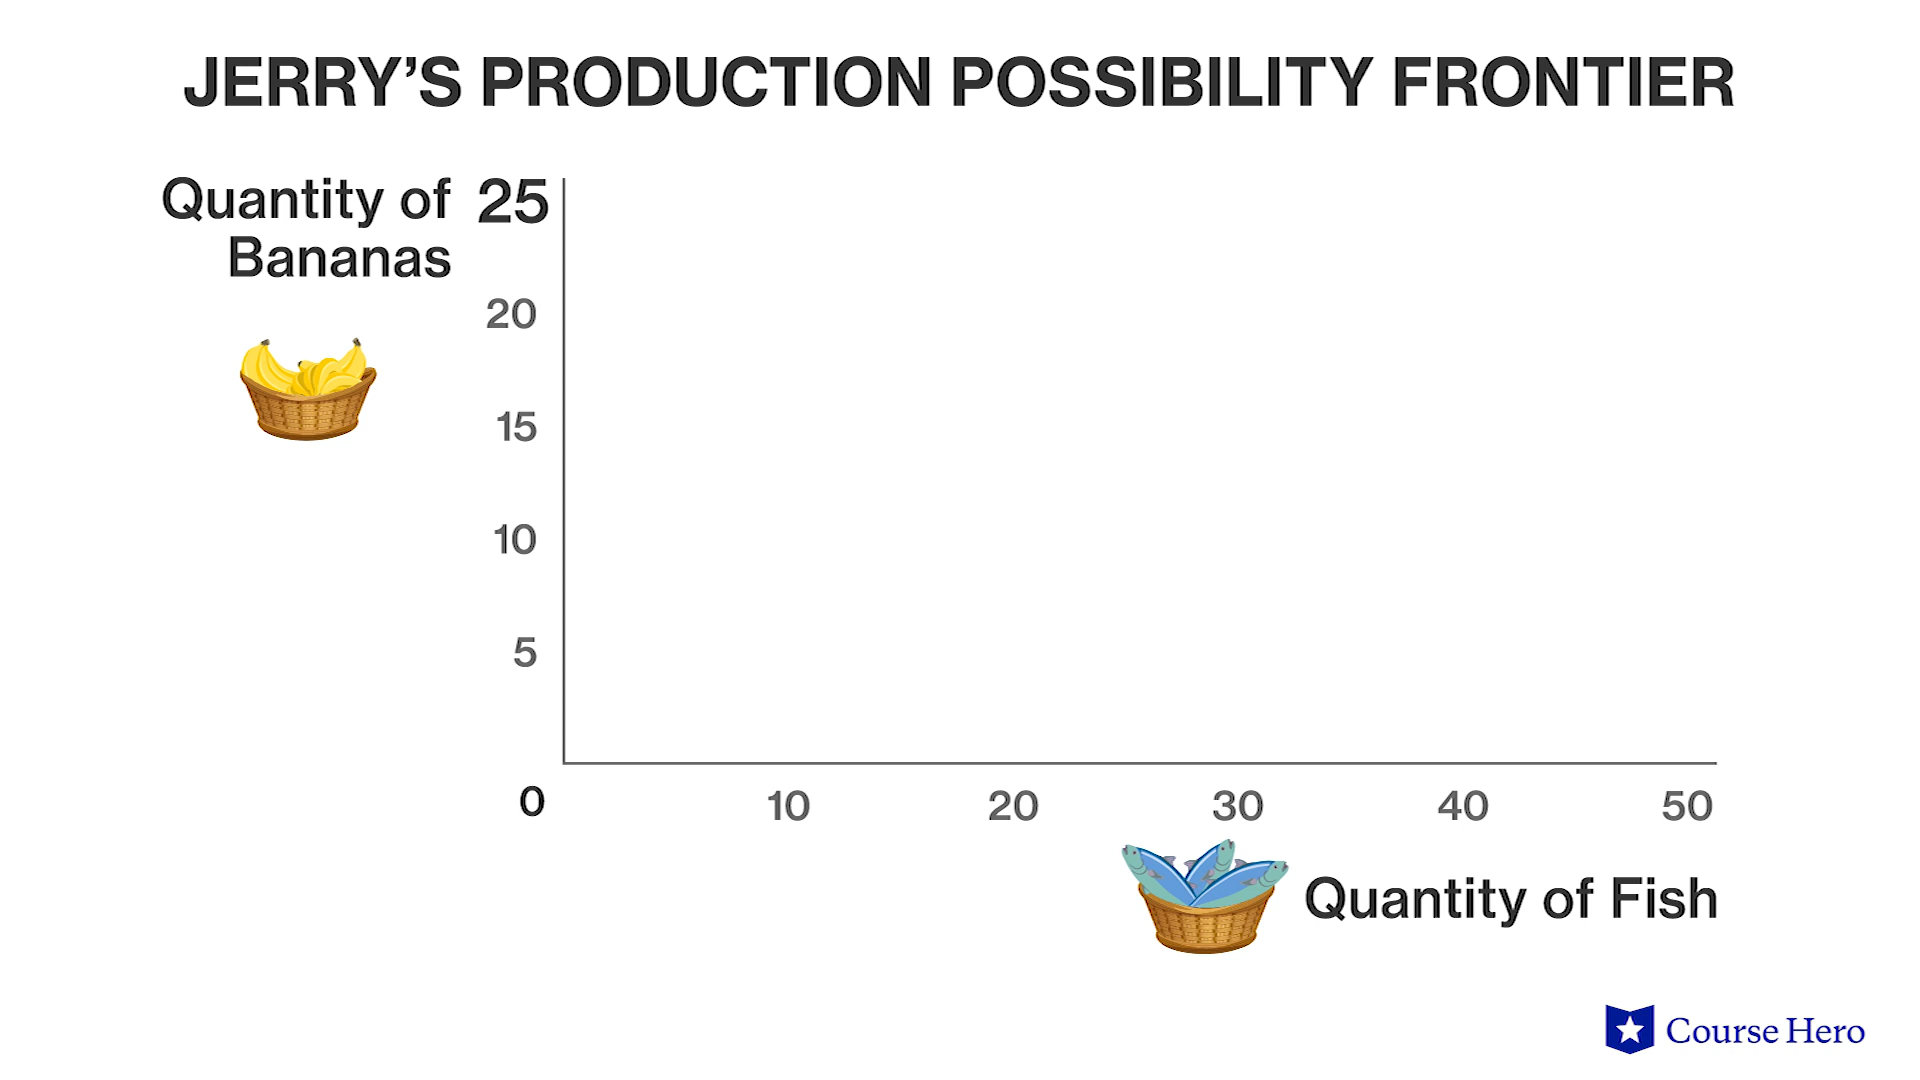 JERRY’S PRODUCTION POSSIBILITY FRONTIER
Quantity of
Bananas
25
20
15
10
5
0
10 20 30 40 50
Quantity of Fish
Course Hero